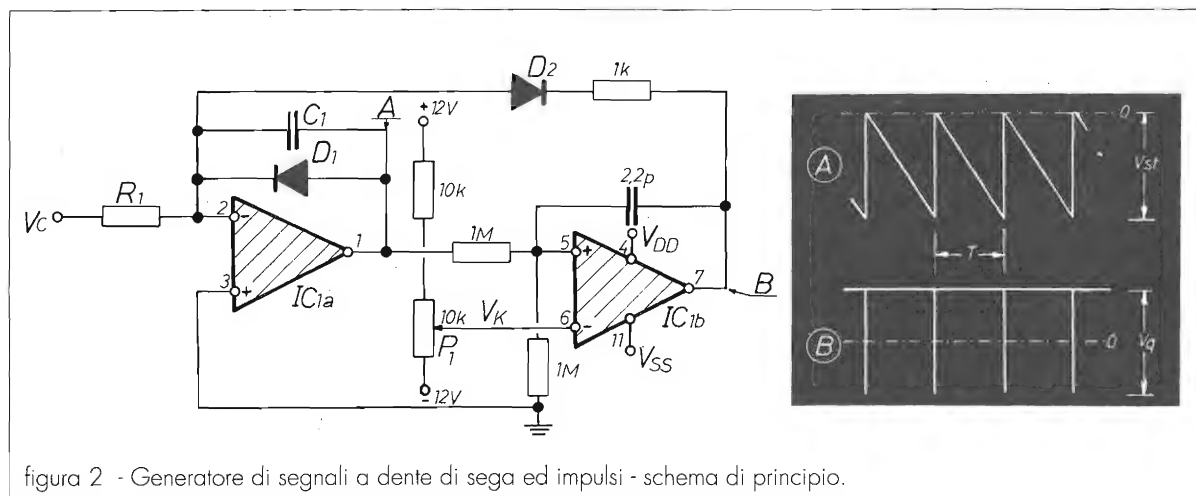 D2
1k
A
+12V
C1
D1
10k
2,2p
R1
VC
2
-
1
1M
5
+
4
VDD
7
B
3
+
IC1a
10k
VK
6
-
IC1b
P1
11
VSS
1M
-12V
A
0
Vst
T
B
0
Vq
figura 2 - Generatore di segnali a dente di sega ed impulsi - schema di principio.